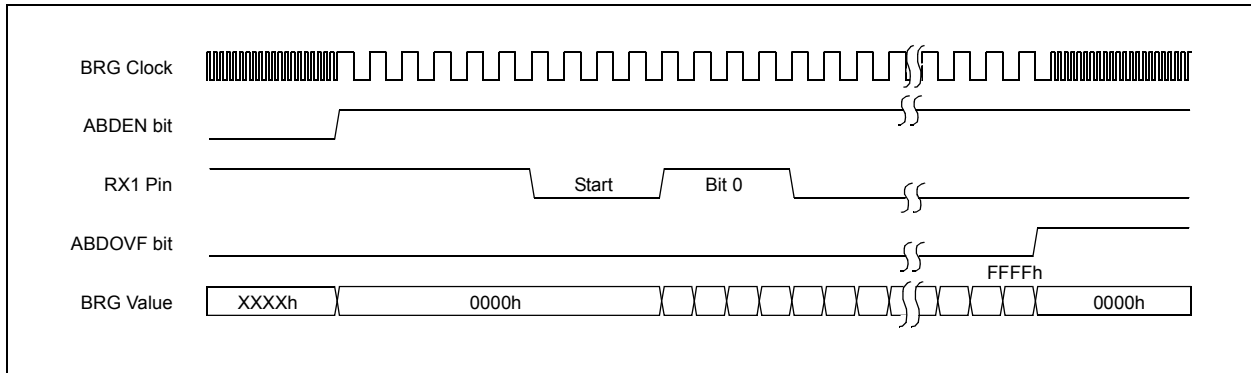 BRG Clock
ABDEN bit
RX1 Pin
Start
Bit 0
ABDOVF bit
FFFFh
BRG Value
XXXXh
0000h
0000h